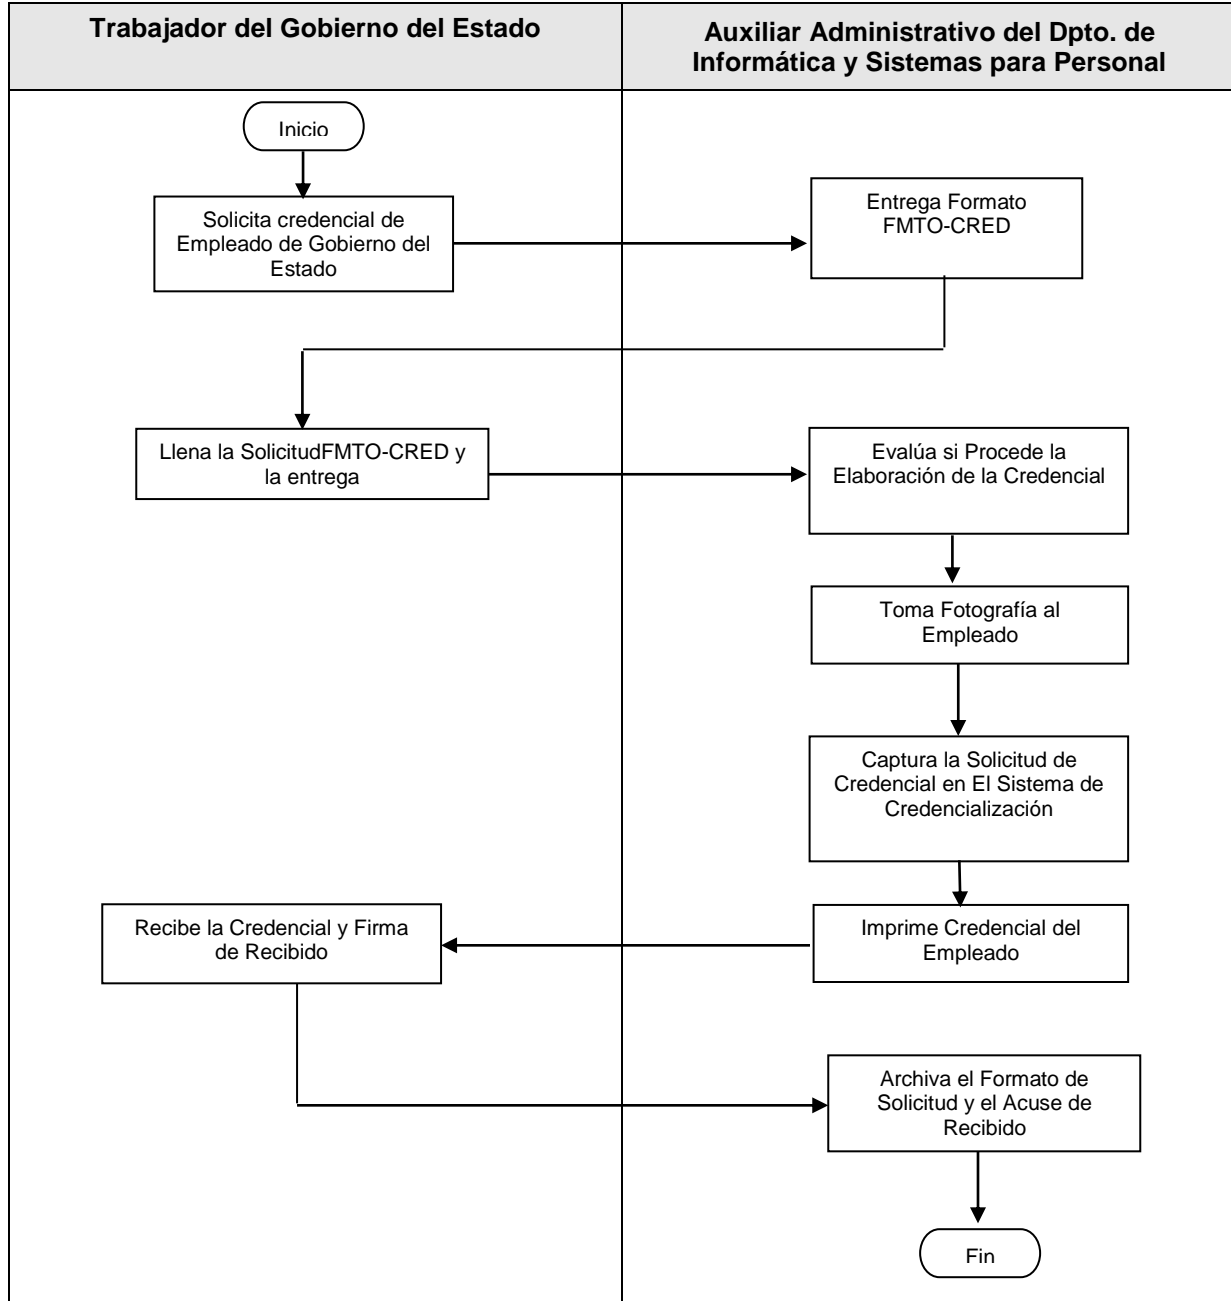 Trabajador del Gobierno del Estado
Auxiliar Administrativo del Dpto. de
Informática y Sistemas para Personal
Inicio
Solicita credencial de
Empleado de Gobierno del
Estado
Entrega Formato
FMTO-CRED
Llena la SolicitudFMTO-CRED y
la entrega
Evalúa si Procede la
Elaboración de la Credencial
Toma Fotografía al
Empleado
Captura la Solicitud de
Credencial en El Sistema de
Credencialización
Imprime Credencial del
Empleado
Recibe la Credencial y Firma
de Recibido
Archiva el Formato de
Solicitud y el Acuse de
Recibido
Fin